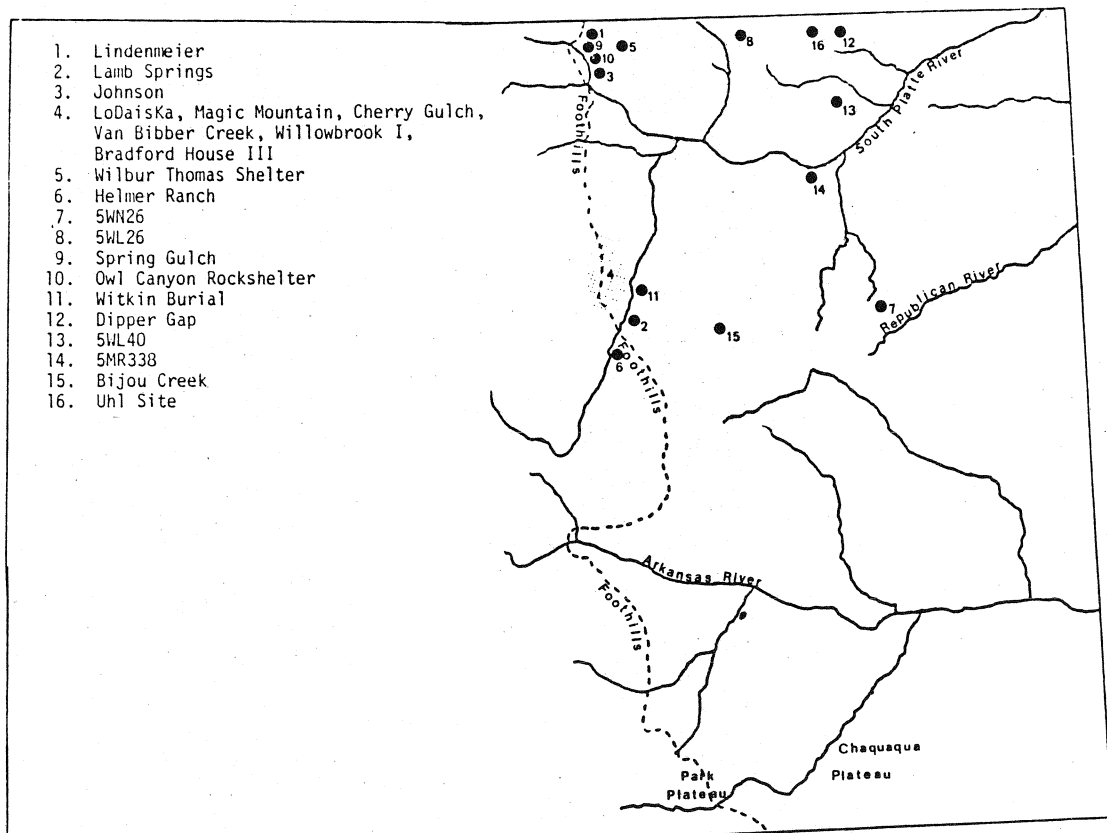 1. Lindenmeier
2. Lamb Springs
3. Johnson
4. LoDaisKa, Magic Mountain, Cherry Gulch,
Van Bibber Creek, Willowbrook I,
Bradford House III
5. Wilbur Thomas Shelter
6. Helmer Ranch
7. 5WN26
8. 5WL26
9. Spring Gulch
10. Owl Canyon Rockshelter
11. Witkin Burial
12. Dipper Gap
13. 5WL40
14. 5MR338
15. Bijou Creek
16. Uhl Site
1
9
5
10
3
8
16
12
13
South Platte River
Foothills
14
4
11
2
15
7
Republican River
6
Foothills
Arkansas River
Foothills
Chaquaqua
Plateau
Park
Plateau